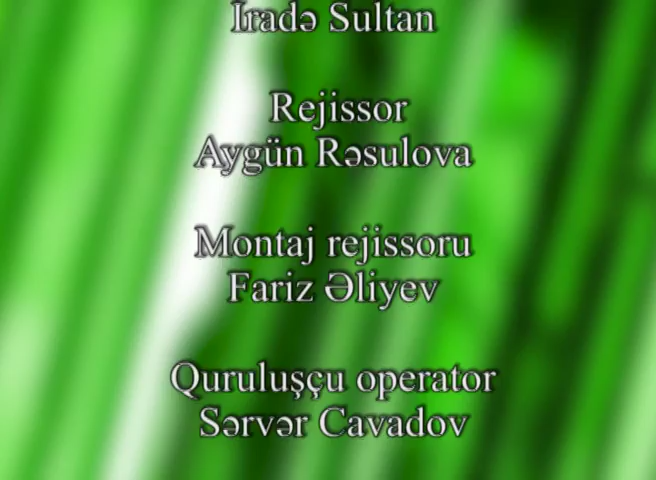 İradə Sultan
Rejissor
Aygün Rəsulova
Montaj rejissoru
Fariz Əliyev
Quruluşçu operator
Sərvər Cavadov